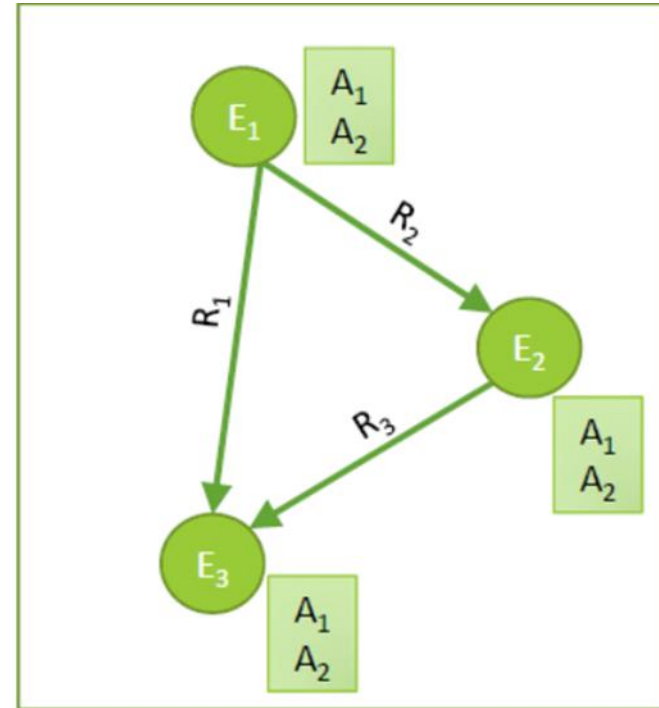 E₁
A₁
A₂
R₂
R₁
E₂
R₃
A₁
A₂
E₃
A₁
A₂